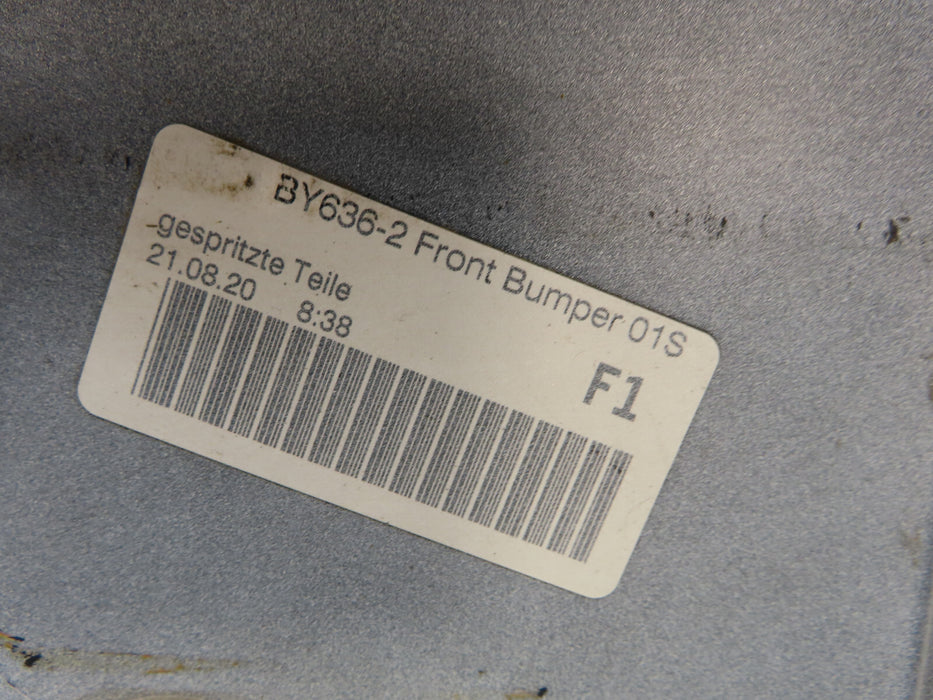 BY636-2 Front Bumper 01S
gespritzte Teile
21.08.20 8:38
F1